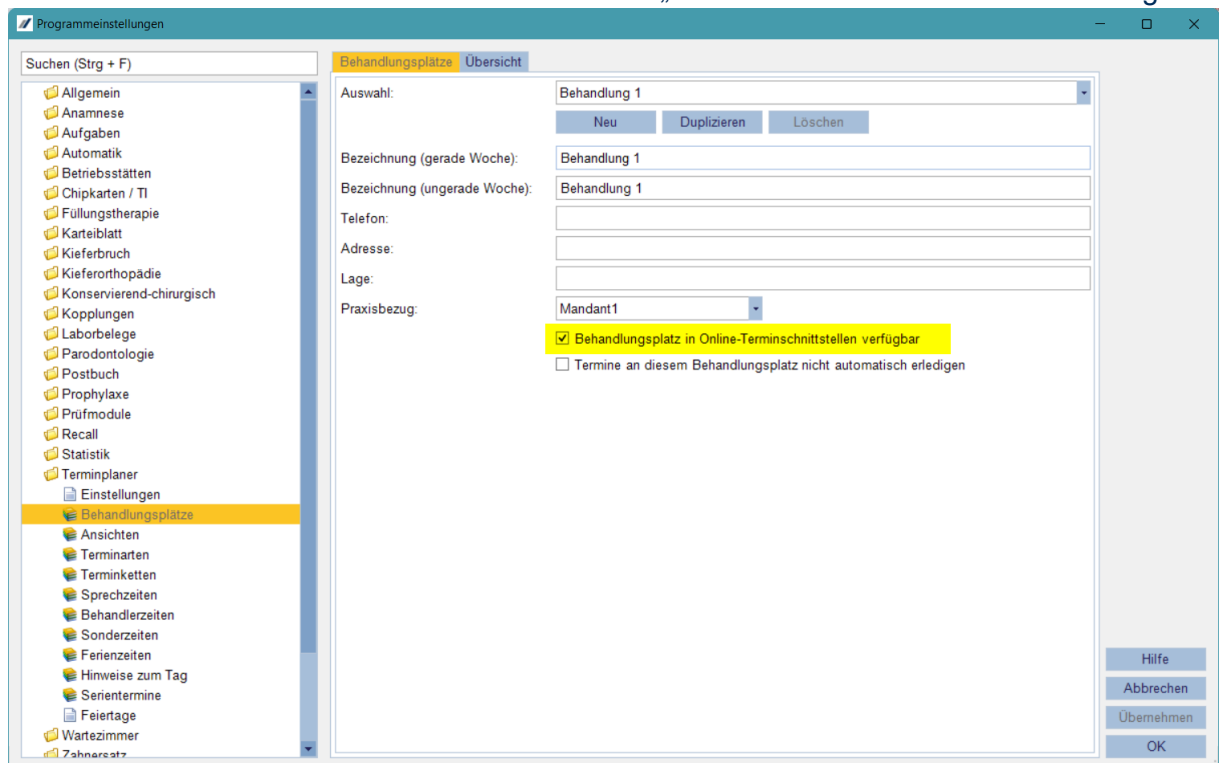 Programmeinstellungen
Suchen (Strg + F)
Allgemein
Anamnese
Aufgaben
Automatik
Betriebsstätten
Chipkarten / TI
Füllungstherapie
Karteiblatt
Kieferbruch
Kieferorthopädie
Konservierend-chirurgisch
Kopplungen
Laborbelege
Parodontologie
Postbuch
Prophylaxe
Prüfmodule
Recall
Statistik
Terminplaner
Einstellungen
Behandlungsplätze
Ansichten
Terminarten
Terminketten
Sprechzeiten
Behandlerzeiten
Sonderzeiten
Ferienzeiten
Hinweise zum Tag
Serientermine
Feiertage
Wartezimmer
Zahnersatz
Behandlungsplätze Übersicht
Auswahl: Behandlung 1
Neu Duplizieren Löschen
Bezeichnung (gerade Woche): Behandlung 1
Bezeichnung (ungerade Woche): Behandlung 1
Telefon:
Adresse:
Lage:
Praxisbezug: Mandant1
Behandlungsplatz in Online-Terminschnittstellen verfügbar
Termine an diesem Behandlungsplatz nicht automatisch erledigen
Hilfe
Abbrechen
Übernehmen
OK